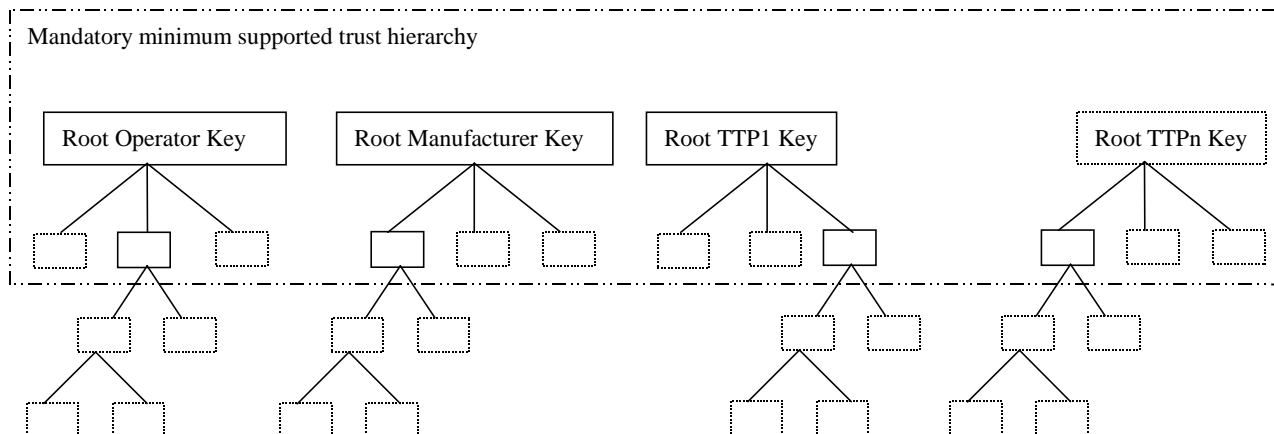 Mandatory minimum supported trust hierarchy
Root Operator Key
Root Manufacturer Key
Root TTP1 Key
Root TTPn Key